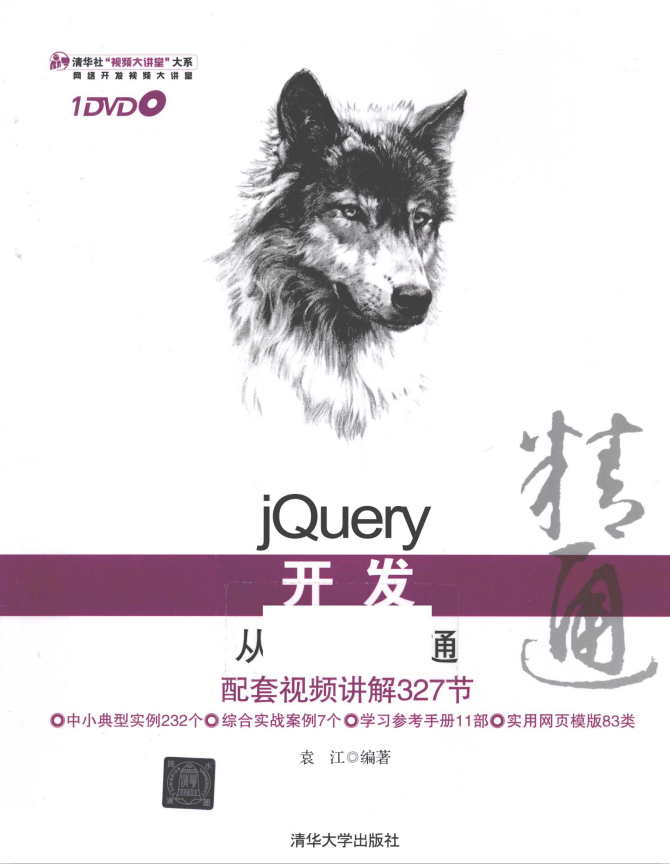 清华社“视频大讲堂”大系
网络开发视频大讲堂
1DVD
精通
jQuery
开发
从 通
配套视频讲解327节
◎中小典型实例232个◎综合实战案例7个◎学习参考手册11部◎实用网页模版83类
袁 江◎编著
清华大学出版社